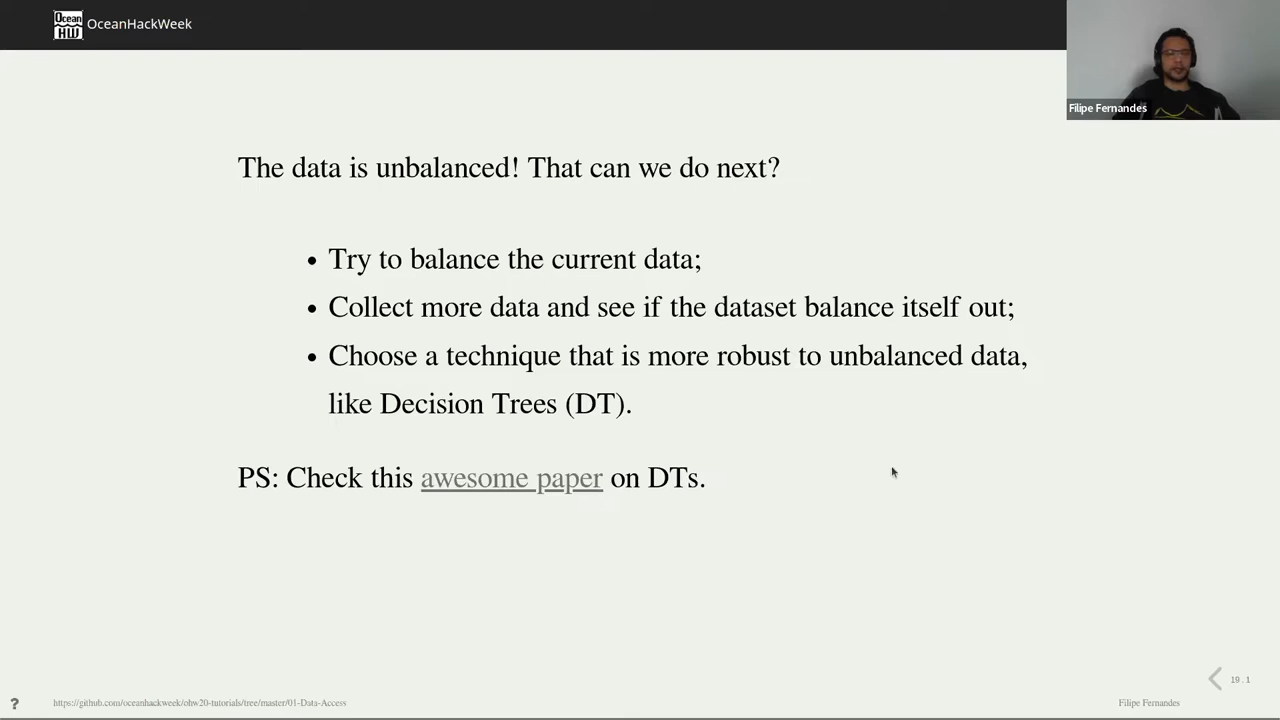 Ocean
HW
OceanHackWeek
Filipe Fernandes
The data is unbalanced! That can we do next?
• Try to balance the current data;
• Collect more data and see if the dataset balance itself out;
• Choose a technique that is more robust to unbalanced data,
like Decision Trees (DT).
PS: Check this awesome paper on DTs.
19.1
?
https://github.com/oceanhackweek/ohw20-tutorials/tree/master/01-Data-Access
Filipe Fernandes